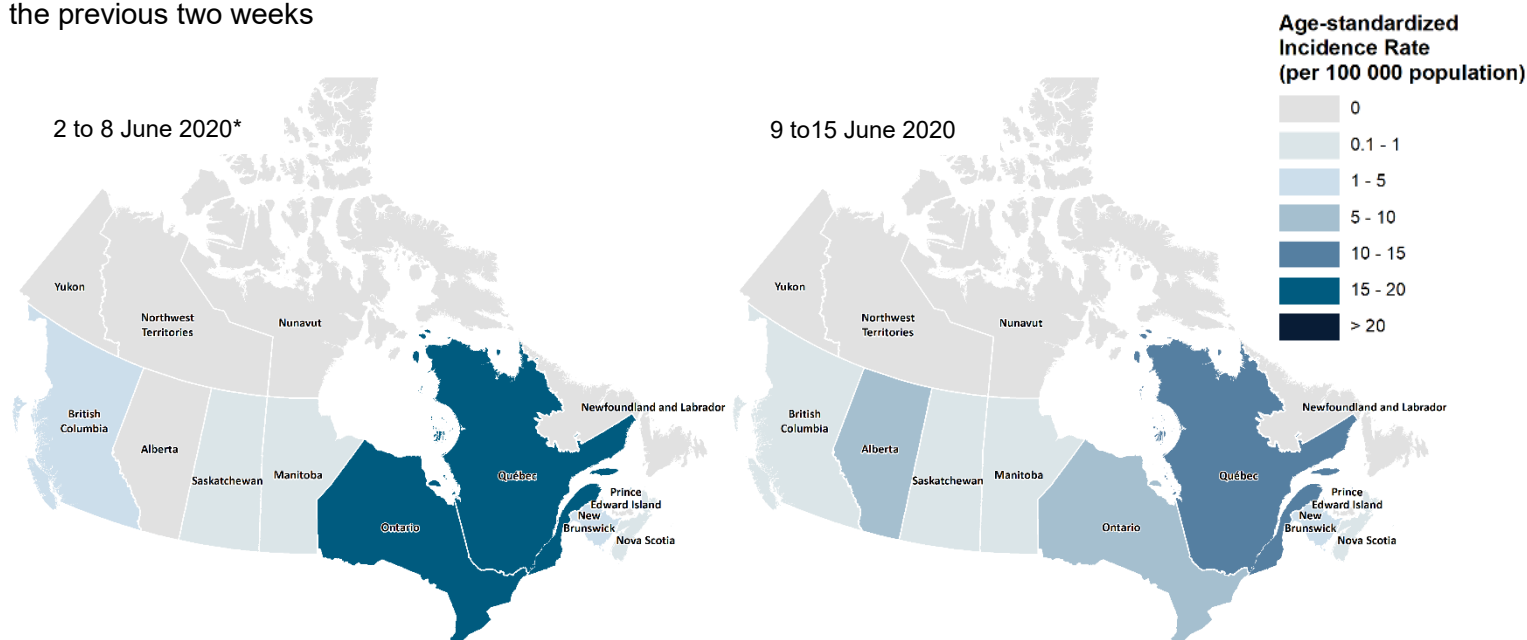 the previous two weeks
Age-standardized
Incidence Rate
(per 100 000 population)
0
0.1 - 1
1 - 5
5 - 10
10 - 15
15 - 20
> 20
2 to 8 June 2020*
Yukon
Northwest
Territories
Nunavut
British
Columbia
Alberta
Saskatchewan
Manitoba
Ontario
Québec
Newfoundland and Labrador
Prince
Edward Island
New
Brunswick
Nova Scotia
9 to15 June 2020
Yukon
Northwest
Territories
Nunavut
British
Columbia
Alberta
Saskatchewan
Manitoba
Ontario
Québec
Newfoundland and Labrador
Prince
Edward Island
New
Brunswick
Nova Scotia